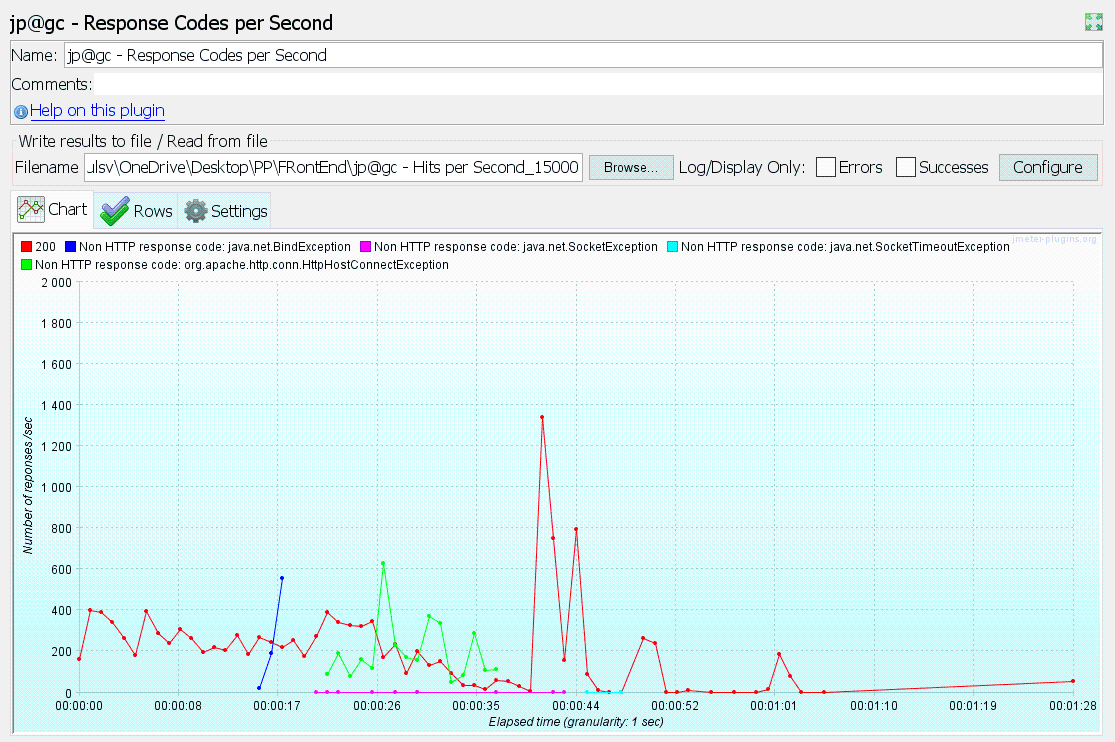 jp@gc - Response Codes per Second
Name: jp@gc - Response Codes per Second
Comments:
Help on this plugin
Write results to file / Read from file
Filename ulsv\OneDrive\Desktop\PP\FRontEnd\jp@gc - Hits per Second_15000 Browse... Log/Display Only: Errors Successes Configure
Chart Rows Settings
jmeter-plugins.org
200 Non HTTP response code: java.net.BindException Non HTTP response code: java.net.SocketException Non HTTP response code: java.net.SocketTimeoutException
Non HTTP response code: org.apache.http.conn.HttpHostConnectException
2 000
1 800
1 600
1 400
1 200
1 000
800
600
400
200
0
Number of reponses /sec
00:00:00 00:00:08 00:00:17 00:00:26 00:00:35 00:00:44 00:00:52 00:01:01 00:01:10 00:01:19 00:01:28
Elapsed time (granularity: 1 sec)